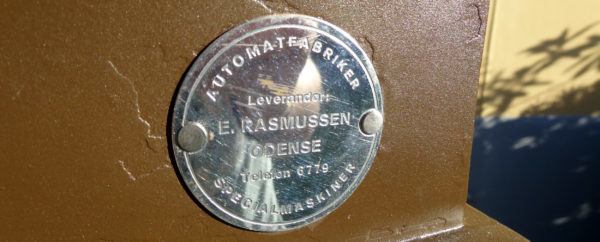 AUTOMATFABRIKER
Leverandør:
E. RASMUSSEN
ODENSE
Telefon 6779
SPECIALMASKINER